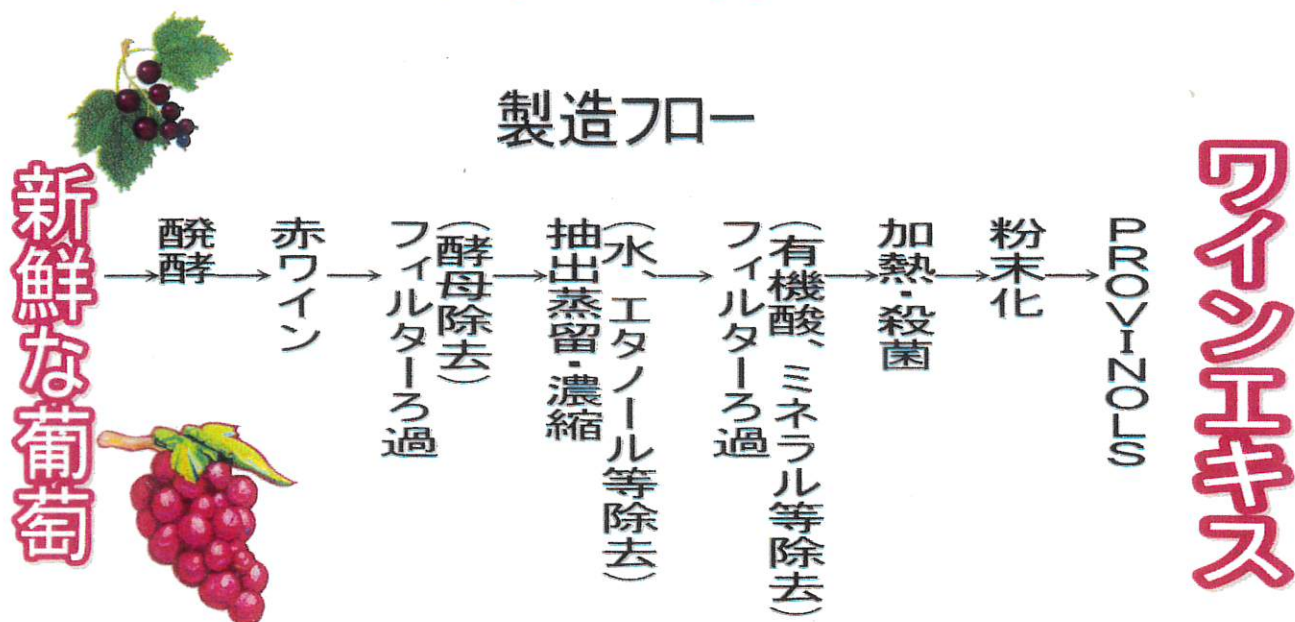 製造フロー
新鮮な葡萄
醗酵
赤ワイン
フィルターろ過
(酵母除去)
抽出蒸留・濃縮
(水、エタノール等除去)
フィルターろ過
(有機酸、ミネラル等除去)
加熱・殺菌
粉末化
PROVINOLS
ワインエキス